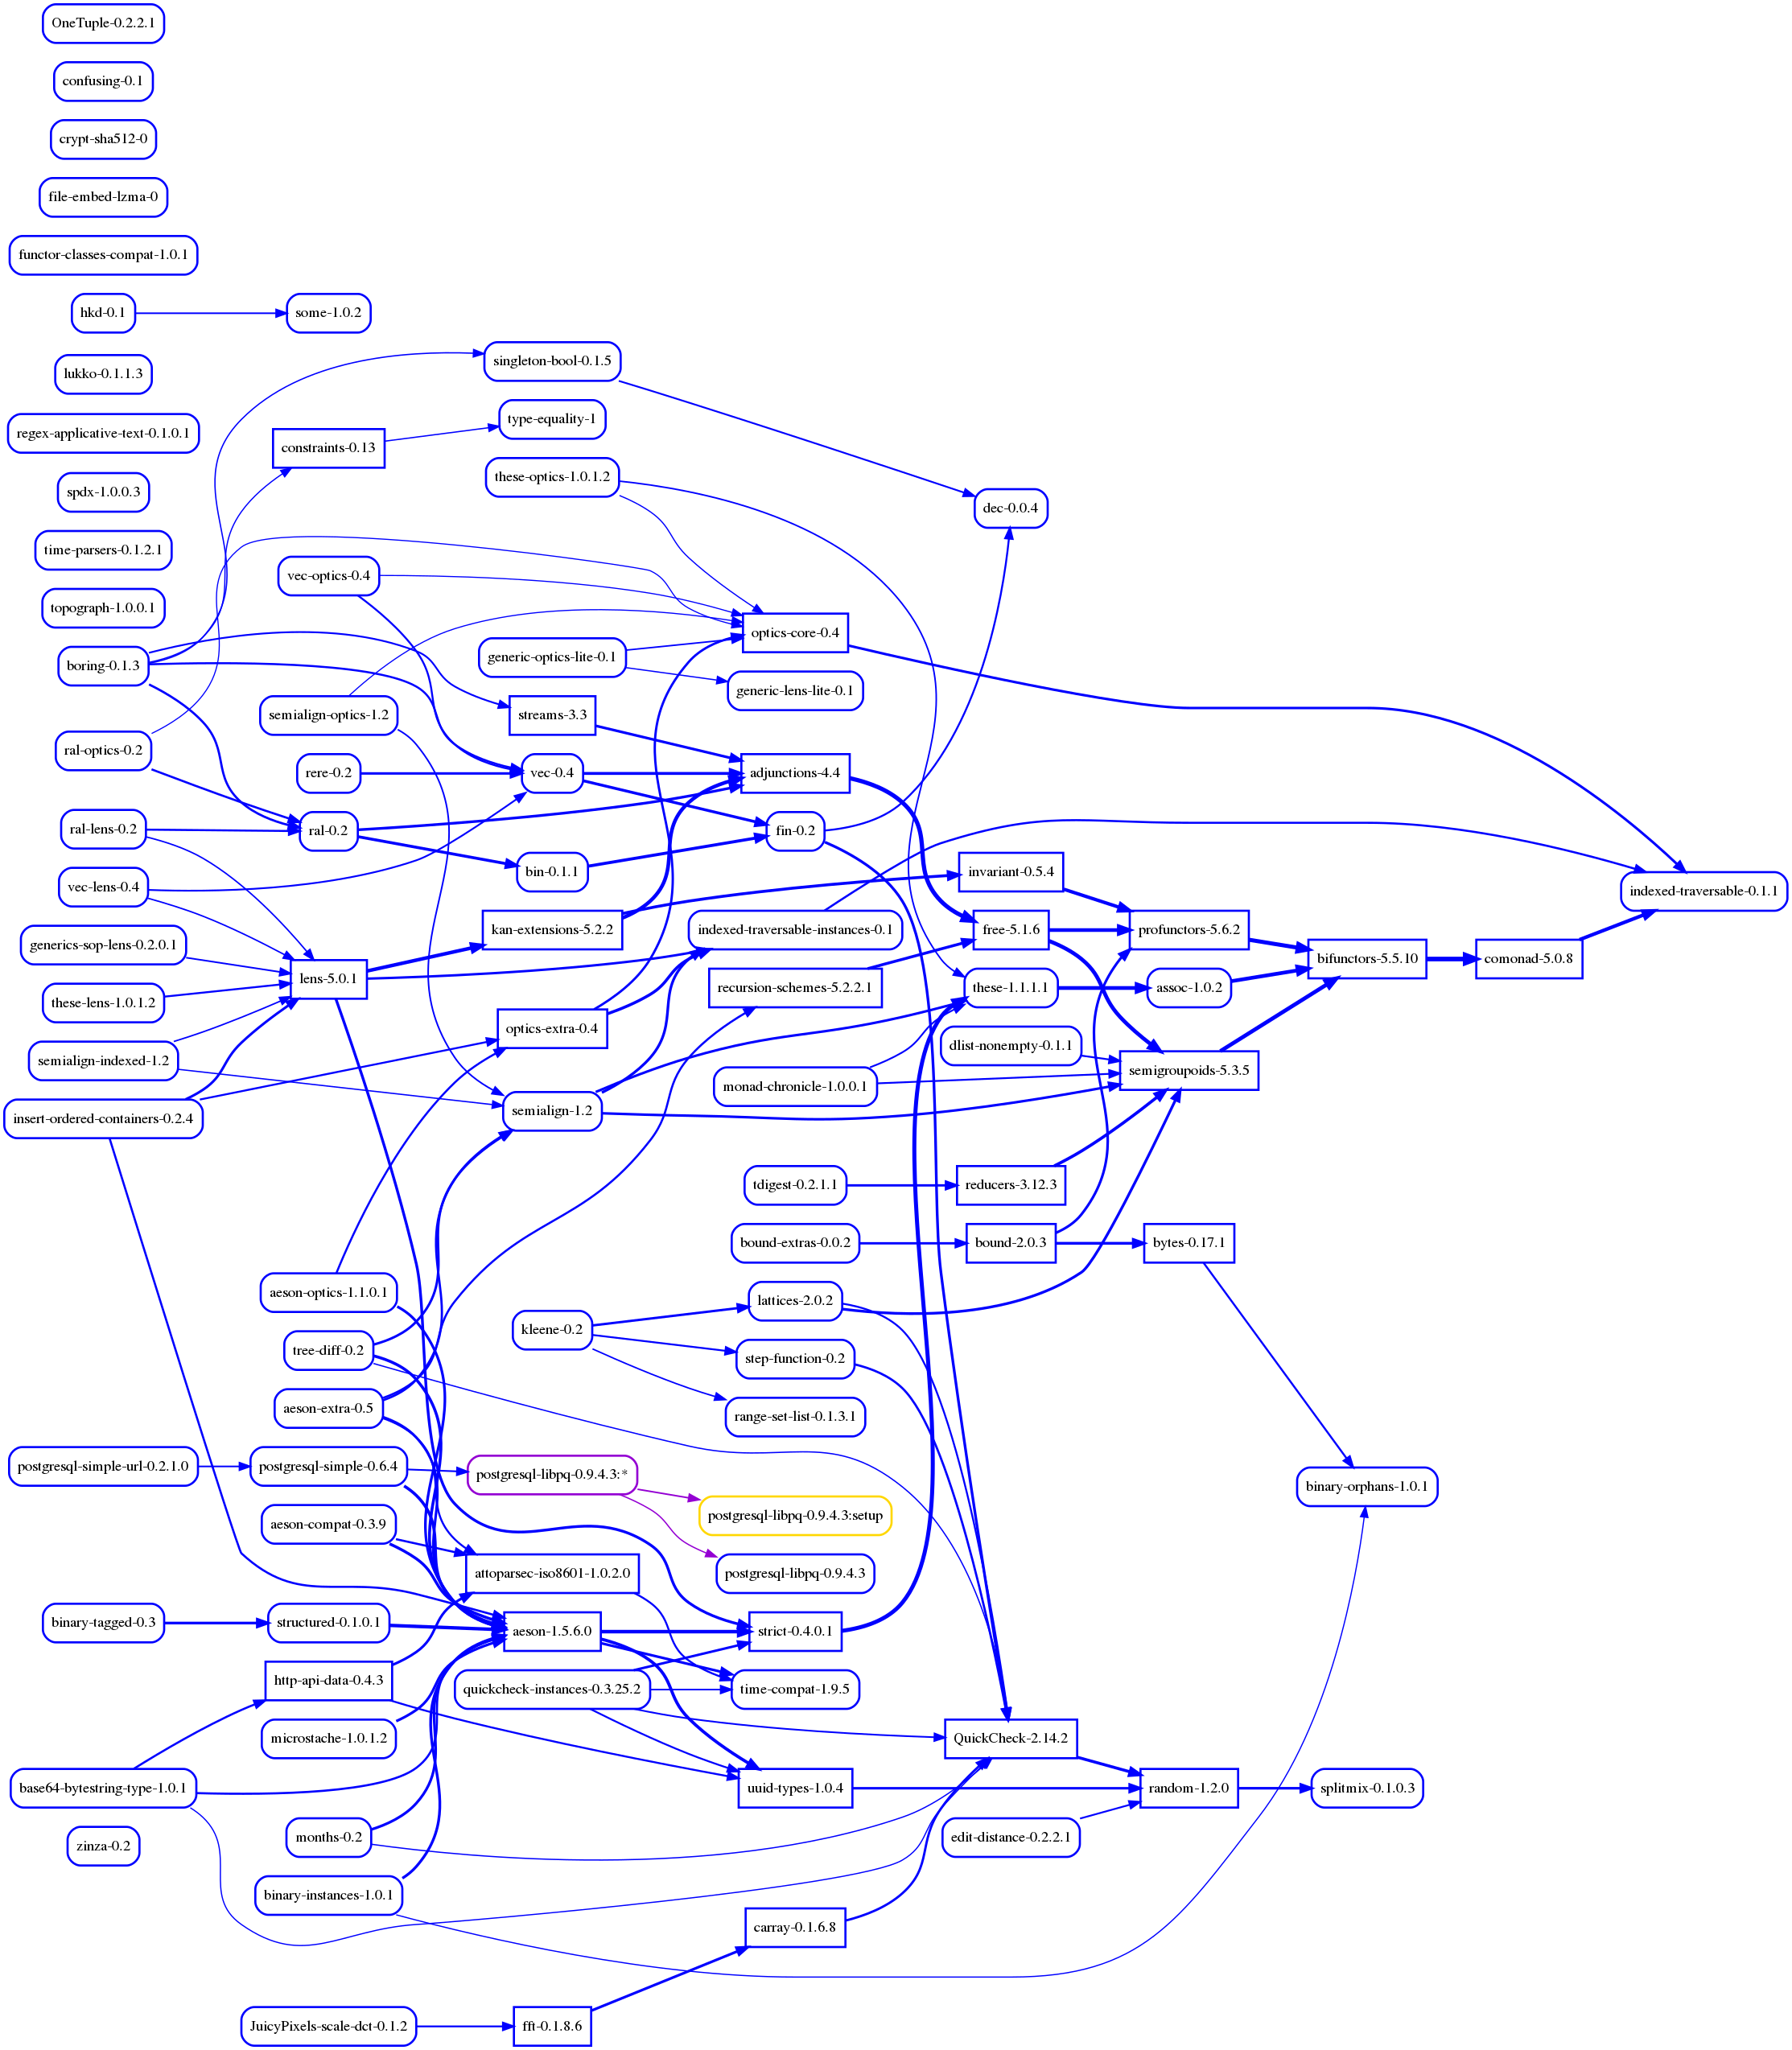 OneTuple-0.2.2.1
confusing-0.1
crypt-sha512-0
file-embed-lzma-0
functor-classes-compat-1.0.1
hkd-0.1
some-1.0.2
singleton-bool-0.1.5
lukko-0.1.1.3
type-equality-1
regex-applicative-text-0.1.0.1
constraints-0.13
these-optics-1.0.1.2
spdx-1.0.0.3
dec-0.0.4
time-parsers-0.1.2.1
vec-optics-0.4
topograph-1.0.0.1
optics-core-0.4
generic-optics-lite-0.1
boring-0.1.3
generic-lens-lite-0.1
semialign-optics-1.2
streams-3.3
ral-optics-0.2
rere-0.2
vec-0.4
adjunctions-4.4
ral-lens-0.2
ral-0.2
fin-0.2
bin-0.1.1
invariant-0.5.4
vec-lens-0.4
indexed-traversable-0.1.1
kan-extensions-5.2.2
indexed-traversable-instances-0.1
free-5.1.6
profunctors-5.6.2
generics-sop-lens-0.2.0.1
bifunctors-5.5.10
comonad-5.0.8
lens-5.0.1
recursion-schemes-5.2.2.1
these-1.1.1.1
assoc-1.0.2
these-lens-1.0.1.2
optics-extra-0.4
dlist-nonempty-0.1.1
semialign-indexed-1.2
semigroupoids-5.3.5
monad-chronicle-1.0.0.1
insert-ordered-containers-0.2.4
semialign-1.2
tdigest-0.2.1.1
reducers-3.12.3
bound-extras-0.0.2
bound-2.0.3
bytes-0.17.1
aeson-optics-1.1.0.1
lattices-2.0.2
kleene-0.2
tree-diff-0.2
step-function-0.2
aeson-extra-0.5
range-set-list-0.1.3.1
postgresql-simple-url-0.2.1.0
postgresql-simple-0.6.4
postgresql-libpq-0.9.4.3:*
binary-orphans-1.0.1
postgresql-libpq-0.9.4.3:setup
aeson-compat-0.3.9
attoparsec-iso8601-1.0.2.0
postgresql-libpq-0.9.4.3
binary-tagged-0.3
structured-0.1.0.1
aeson-1.5.6.0
strict-0.4.0.1
http-api-data-0.4.3
quickcheck-instances-0.3.25.2
time-compat-1.9.5
microstache-1.0.1.2
QuickCheck-2.14.2
base64-bytestring-type-1.0.1
uuid-types-1.0.4
random-1.2.0
splitmix-0.1.0.3
zinza-0.2
months-0.2
edit-distance-0.2.2.1
binary-instances-1.0.1
carray-0.1.6.8
JuicyPixels-scale-dct-0.1.2
fft-0.1.8.6